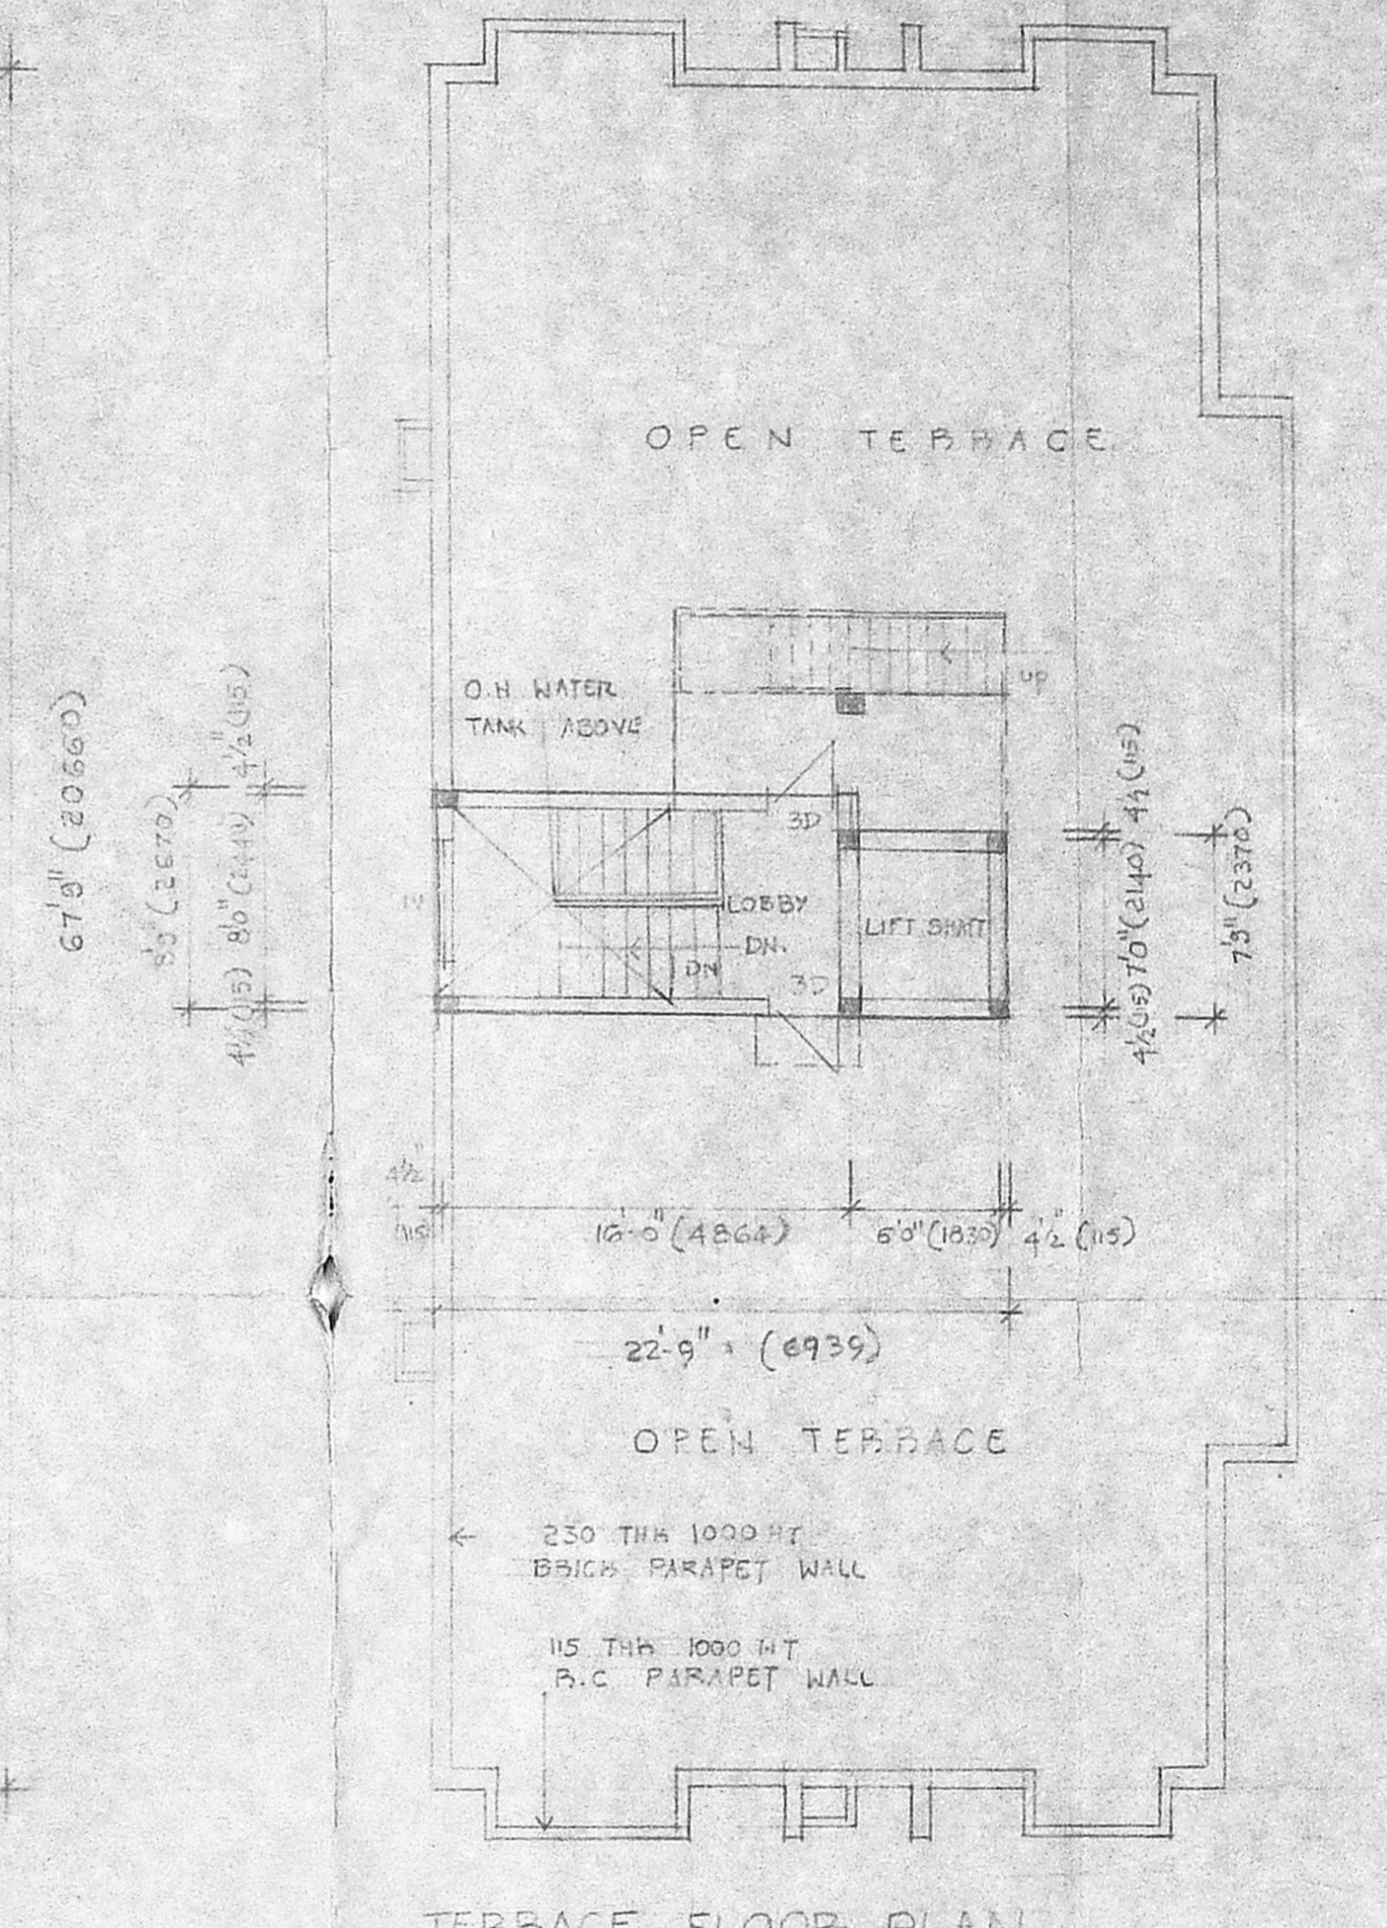 OPEN TERRACE
O.H WATER
TANK ABOVE
UP
3D
LOBBY
DN.
DN
3D
LIFT SHAFT
67'9" (20660)
8'9" (2670)
4½" (115)
8'0" (2440)
4½" (115)
4½" (115)
7'0" (2140)
4½ (115)
7'9" (2370)
4½"
115
16'-0" (4864)
6'0" (1830)
4½" (115)
22'-9" (6939)
OPEN TERRACE
230 THK 1000 HT
BRICK PARAPET WALL
115 THK 1000 HT
R.C PARAPET WALL
TERRACE FLOOR PLAN